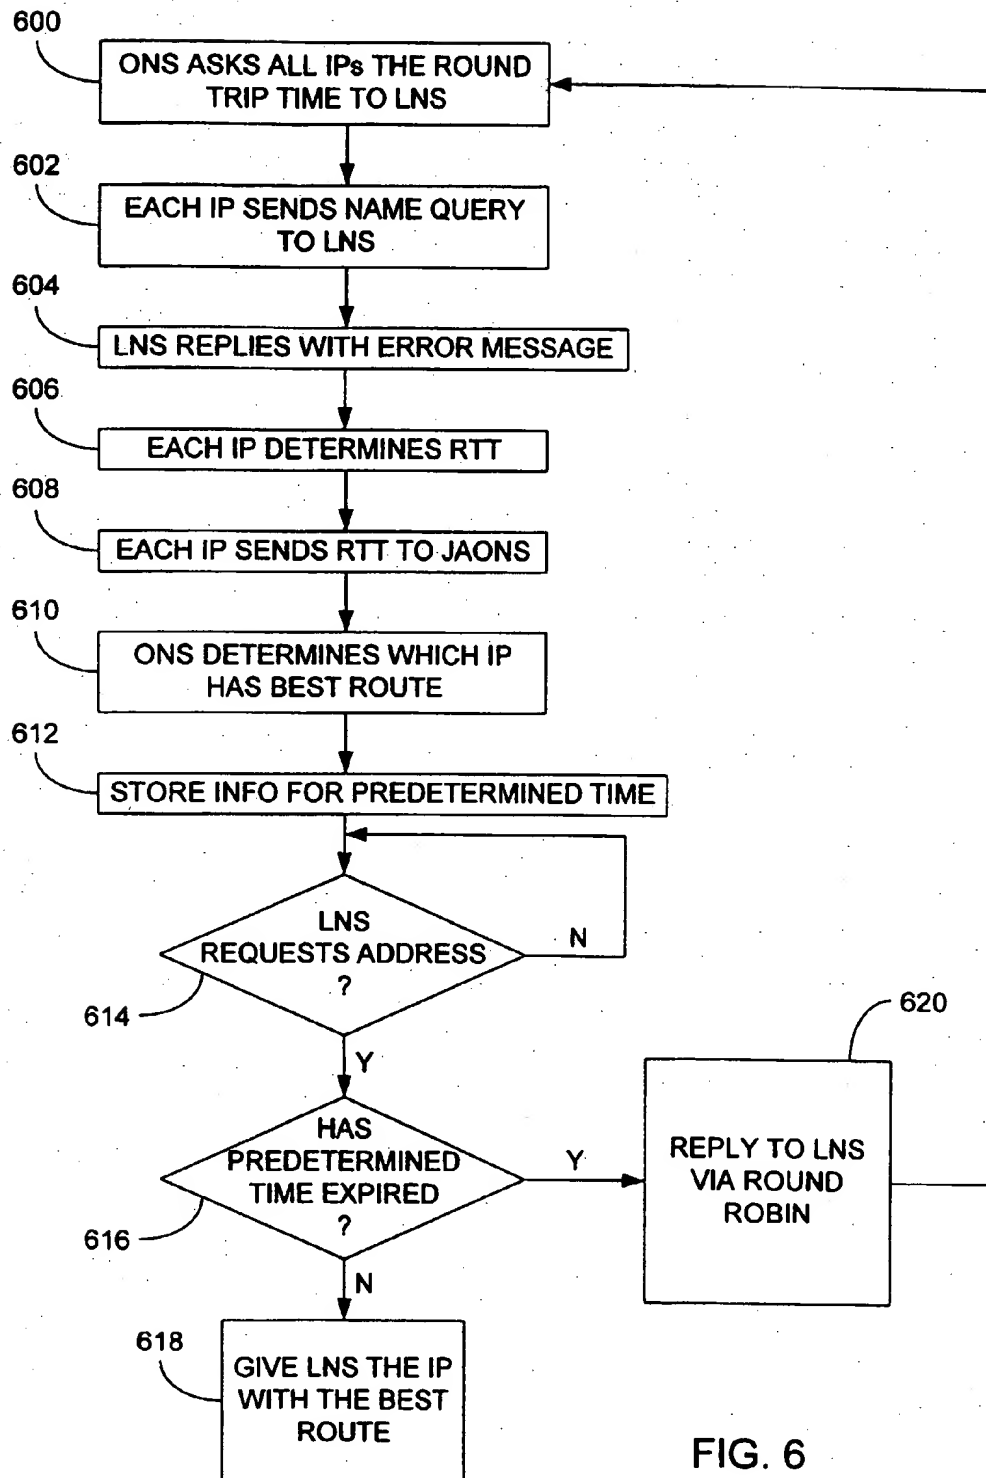 600
ONS ASKS ALL IPs THE ROUND
TRIP TIME TO LNS
602
EACH IP SENDS NAME QUERY
TO LNS
604
LNS REPLIES WITH ERROR MESSAGE
606
EACH IP DETERMINES RTT
608
EACH IP SENDS RTT TO JAONS
610
ONS DETERMINES WHICH IP
HAS BEST ROUTE
612
STORE INFO FOR PREDETERMINED TIME
LNS
REQUESTS ADDRESS
?
N
614
Y
620
HAS
PREDETERMINED
TIME EXPIRED
?
Y
616
N
REPLY TO LNS
VIA ROUND
ROBIN
618
GIVE LNS THE IP
WITH THE BEST
ROUTE
FIG. 6